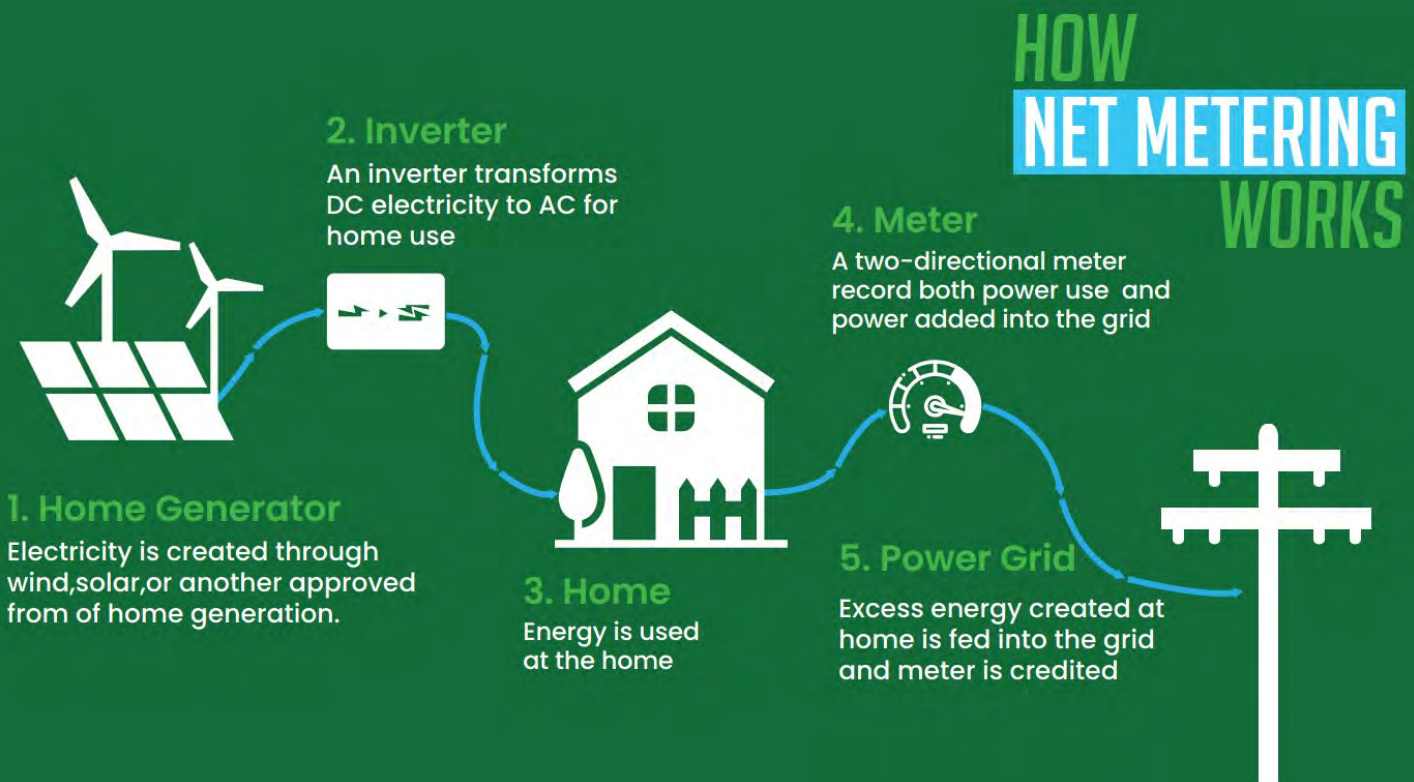 HOW
NET METERING
WORKS
1. Home Generator
Electricity is created through
wind,solar,or another approved
from of home generation.
2. Inverter
An inverter transforms
DC electricity to AC for
home use
3. Home
Energy is used
at the home
4. Meter
A two-directional meter
record both power use and
power added into the grid
5. Power Grid
Excess energy created at
home is fed into the grid
and meter is credited